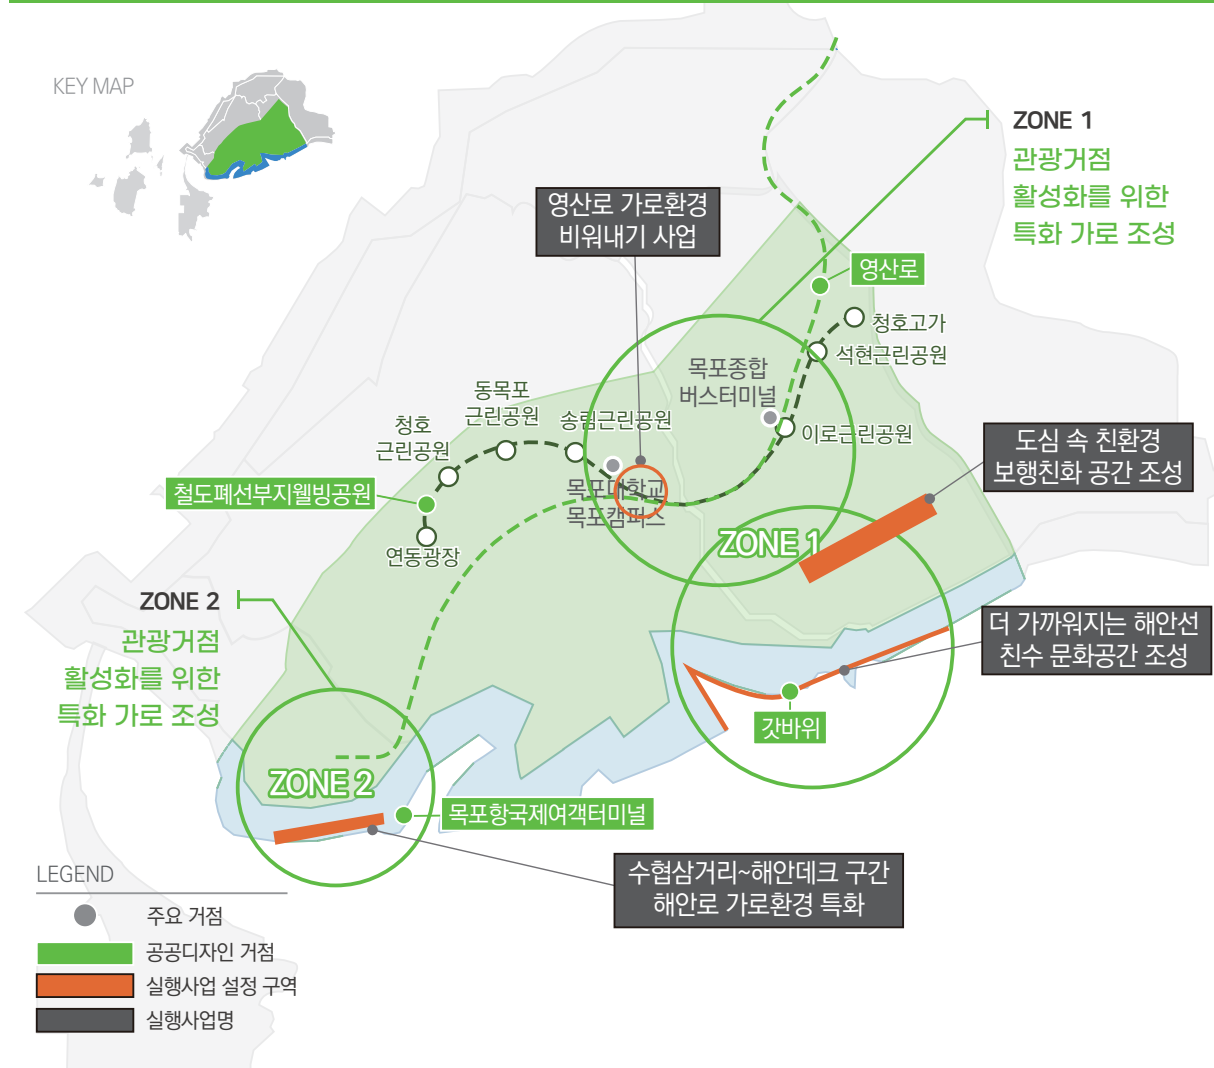 KEY MAP
ZONE 1
관광거점
활성화를 위한
특화 가로 조성
영산로 가로환경
비워내기 사업
영산로
청호고가
석현근린공원
목포종합
버스터미널
동목포
근린공원
송림근린공원
청호
근린공원
이로근린공원
도심 속 친환경
보행친화 공간 조성
철도폐선부지웰빙공원
목포대학교
목포캠퍼스
연동광장
ZONE 1
ZONE 2
관광거점
활성화를 위한
특화 가로 조성
더 가까워지는 해안선
친수 문화공간 조성
갓바위
ZONE 2
목포항국제여객터미널
수협삼거리~해안데크 구간
해안로 가로환경 특화
LEGEND
주요 거점
공공디자인 거점
실행사업 설정 구역
실행사업명